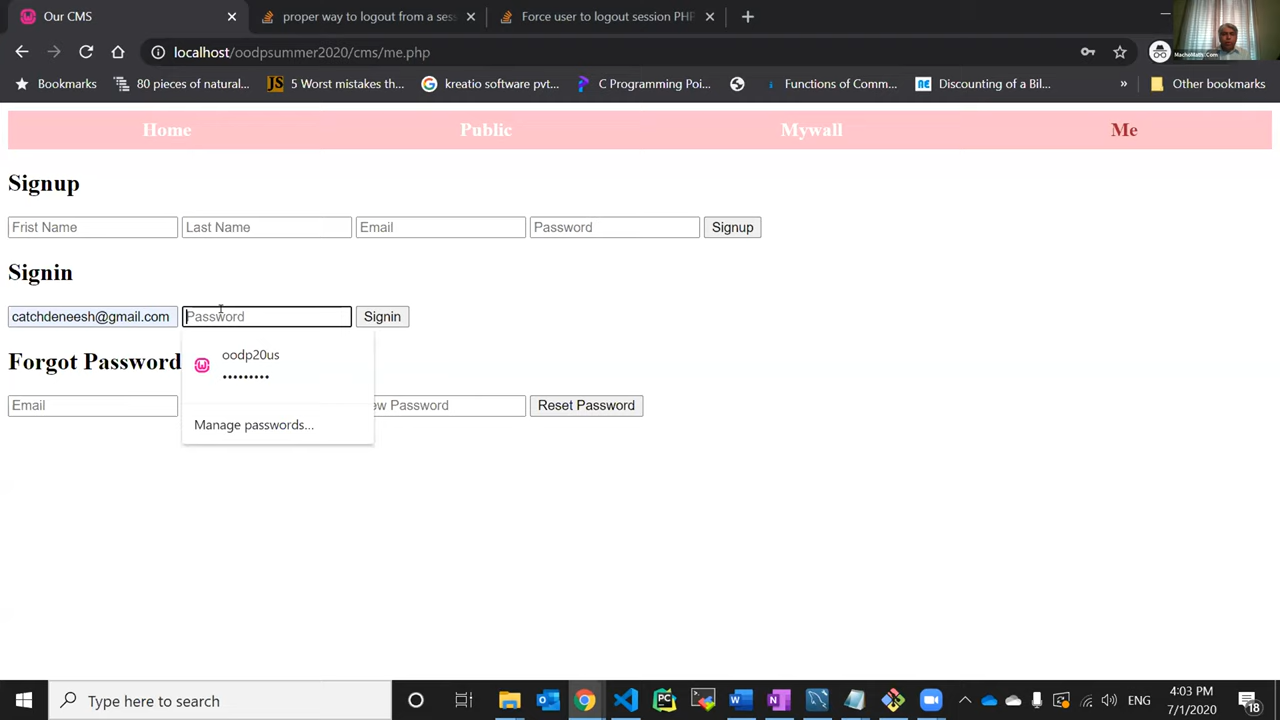 Our CMS
proper way to logout from a ses
Force user to logout session PHP
localhost/oodpsummer2020/cms/me.php
MachoMath.Com
Bookmarks
80 pieces of natural...
5 Worst mistakes th...
kreatio software pvt...
C Programming Poi...
Functions of Comm...
Discounting of a Bil...
»
Other bookmarks
Home Public Mywall Me
Signup
Frist Name Last Name Email Password Signup
Signin
catchdeneesh@gmail.com Password Signin
oodp20us
•••••••••
Manage passwords...
Forgot Password
Email ew Password Reset Password
Type here to search
ENG
4:03 PM
7/1/2020
18